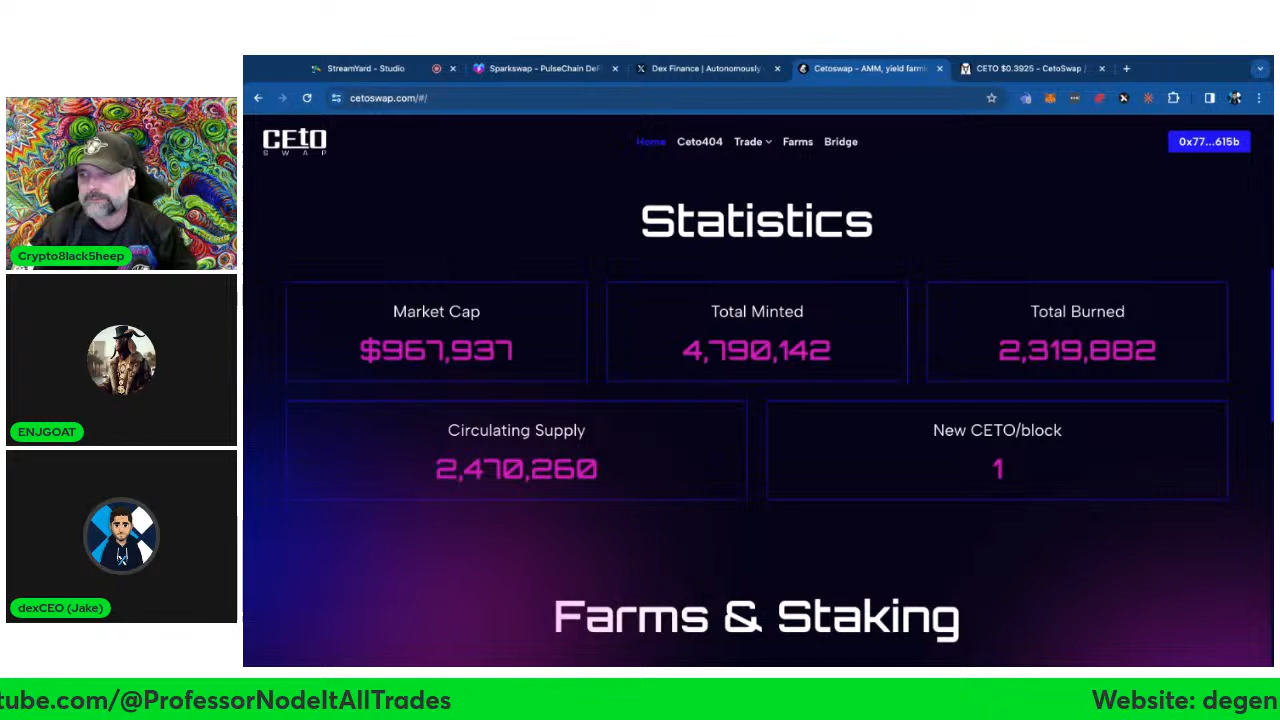 StreamYard - Studio
Sparkswap - PulseChain DeF
Dex Finance | Autonomously
Cetoswap – AMM, yield farmi
CETO $0.3925 - CetoSwap /
cetoswap.com/#/
CEtO
SWAP
Home
Ceto404
Trade
Farms
Bridge
0x77...615b
Statistics
Market Cap
$967,937
Total Minted
4,790,142
Total Burned
2,319,882
Circulating Supply
2,470,260
New CETO/block
1
Farms & Staking
Crypto8lack5heep
ENJGOAT
dexCEO (Jake)
tube.com/@ProfessorNodeItAllTrades
Website: degen